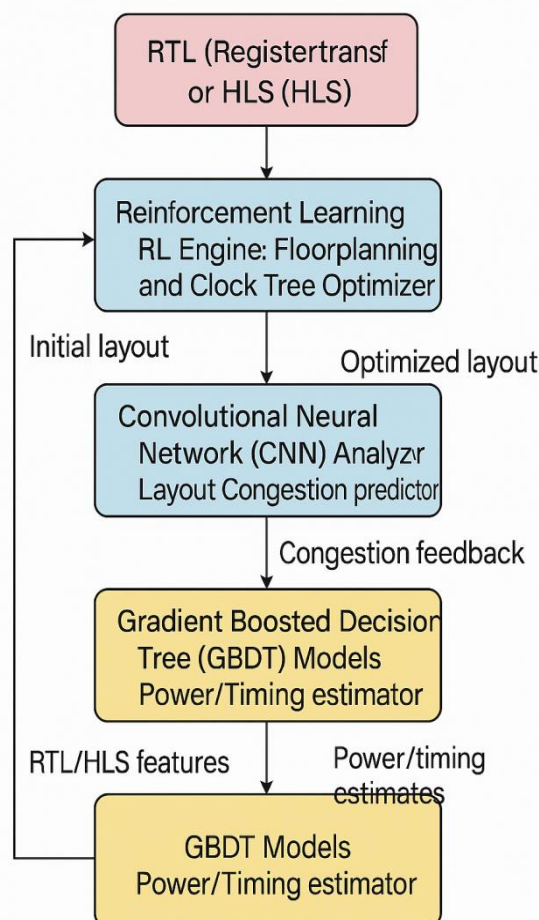 RTL (Registertransf
or HLS (HLS)
Reinforcement Learning
RL Engine: Floorplanning
and Clock Tree Optimizer
Initial layout
Optimized layout
Convolutional Neural
Network (CNN) Analyzr
Layout Congestion predictor
Congestion feedback
Gradient Boosted Decision
Tree (GBDT) Models
Power/Timing estimator
RTL/HLS features
Power/timing
estimates
GBDT Models
Power/Timing estimator